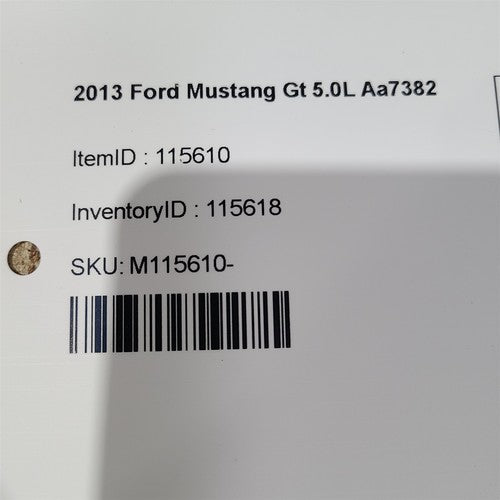 2013 Ford Mustang Gt 5.0L Aa7382
ItemID : 115610
InventoryID : 115618
SKU: M115610-